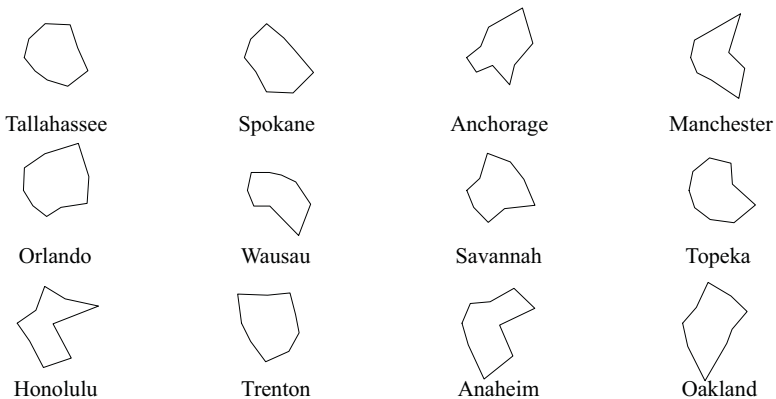 Tallahassee Spokane Anchorage Manchester
Orlando Wausau Savannah Topeka
Honolulu Trenton Anaheim Oakland